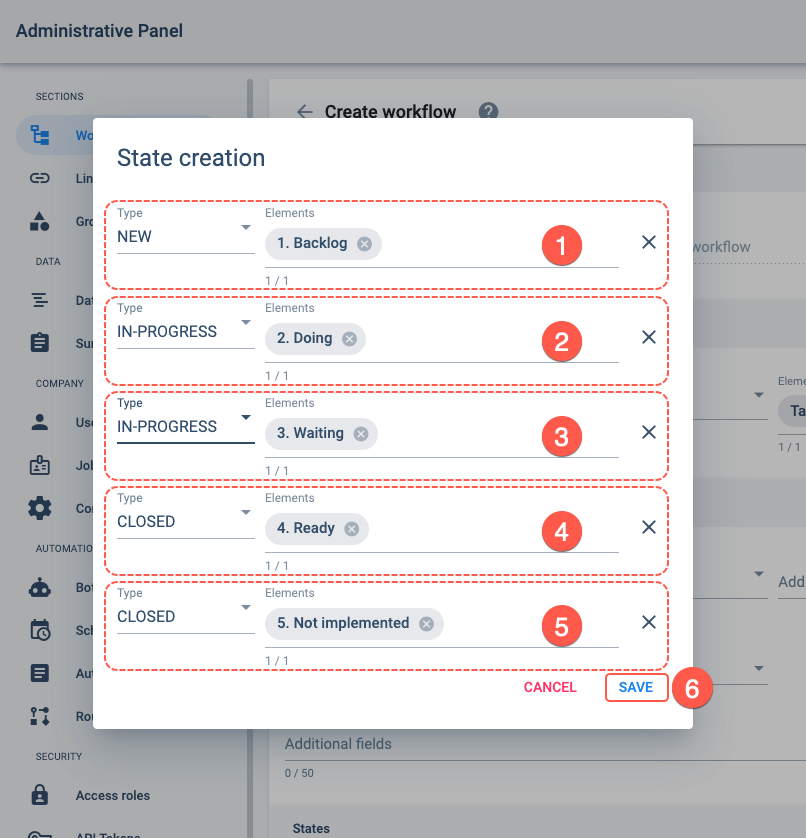 Administrative Panel
SECTIONS
Create workflow ?
Wo
Lin
Gro
DATA
Dat
Sur
COMPANY
Use
Job
Co
AUTOMATIO
Bot
Sch
Aut
Rou
SECURITY
Access roles
API Tokens
State creation
Type Elements
NEW 1. Backlog 1
1 / 1
Type Elements
IN-PROGRESS 2. Doing 2
1 / 1
Type Elements
IN-PROGRESS 3. Waiting 3
1 / 1
Type Elements
CLOSED 4. Ready 4
1 / 1
Type Elements
CLOSED 5. Not implemented 5
1 / 1
CANCEL SAVE 6
workflow
Eleme
Ta
1 / 1
Add
Additional fields
0 / 50
States